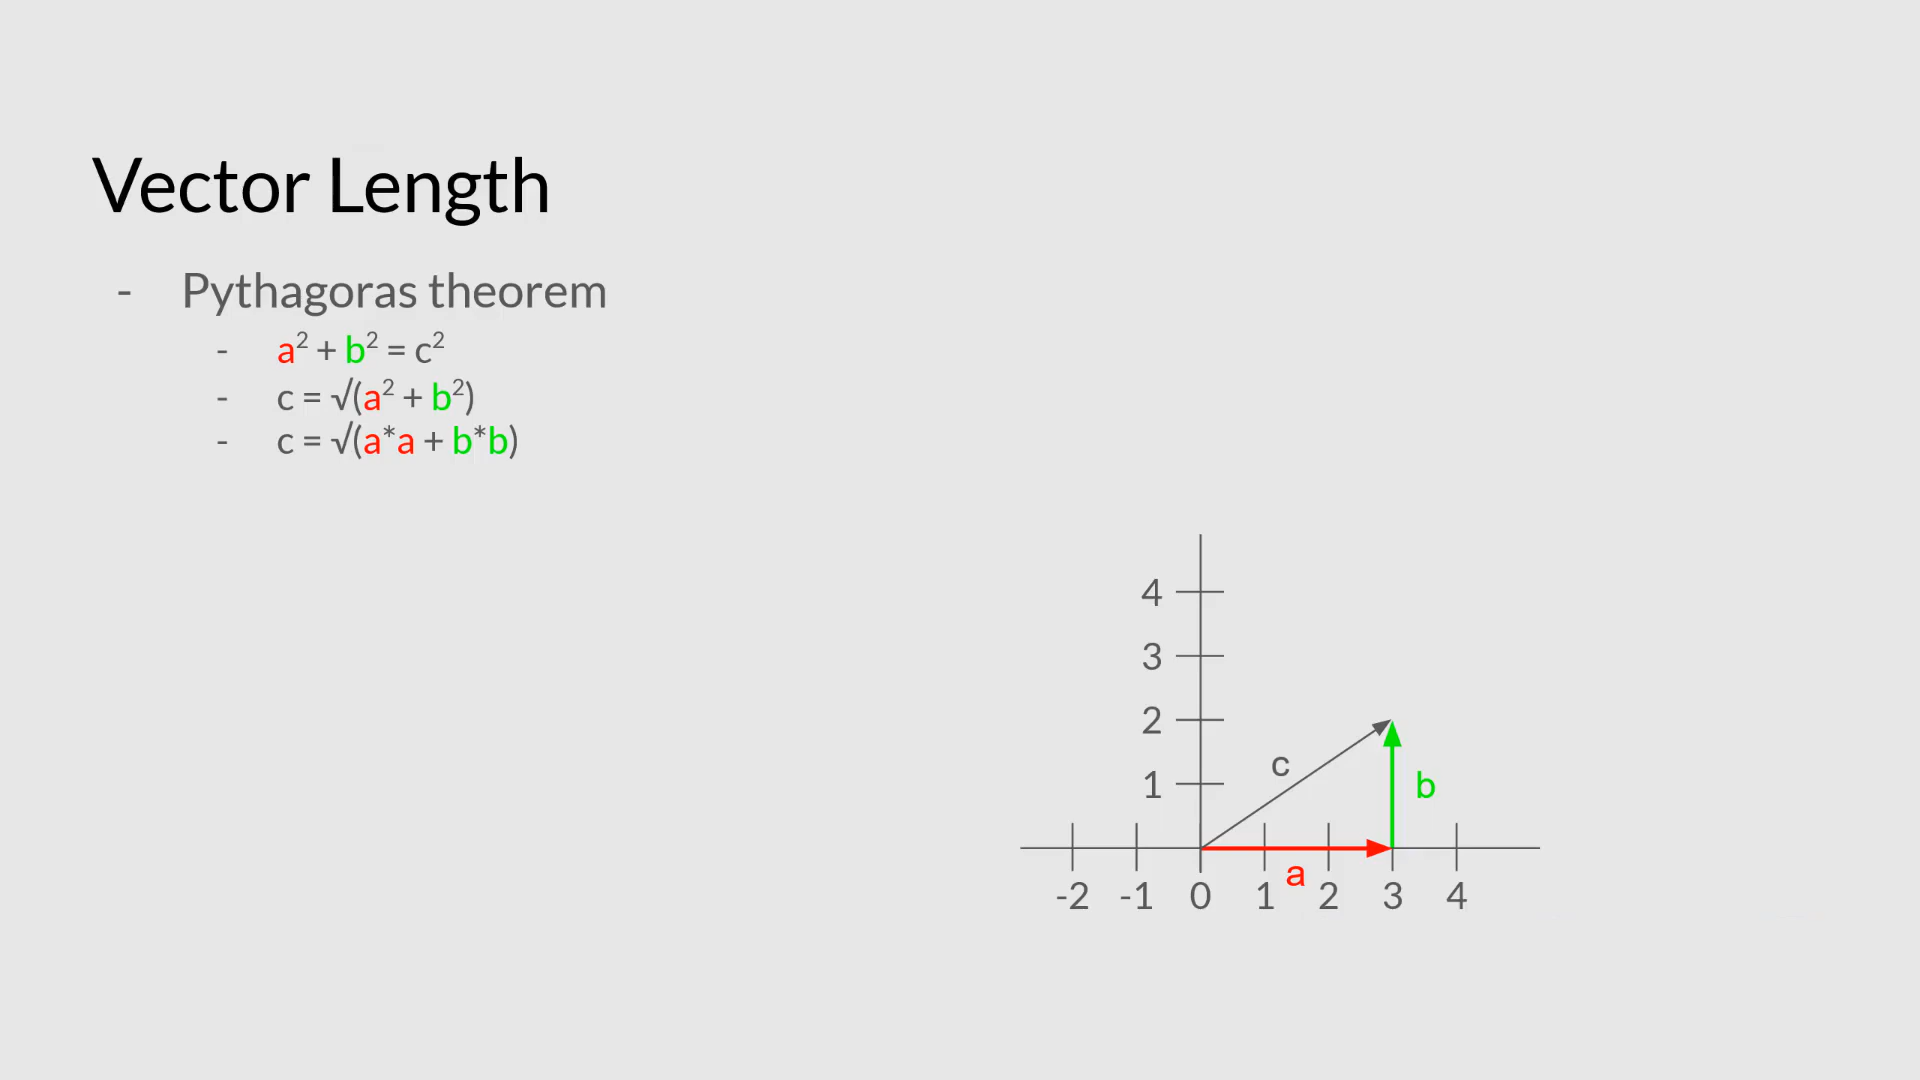 Vector Length
- Pythagoras theorem
- a² + b² = c²
- c = √(a² + b²)
- c = √(a*a + b*b)
4
3
2
c
1
b
a
-2 -1 0 1 2 3 4